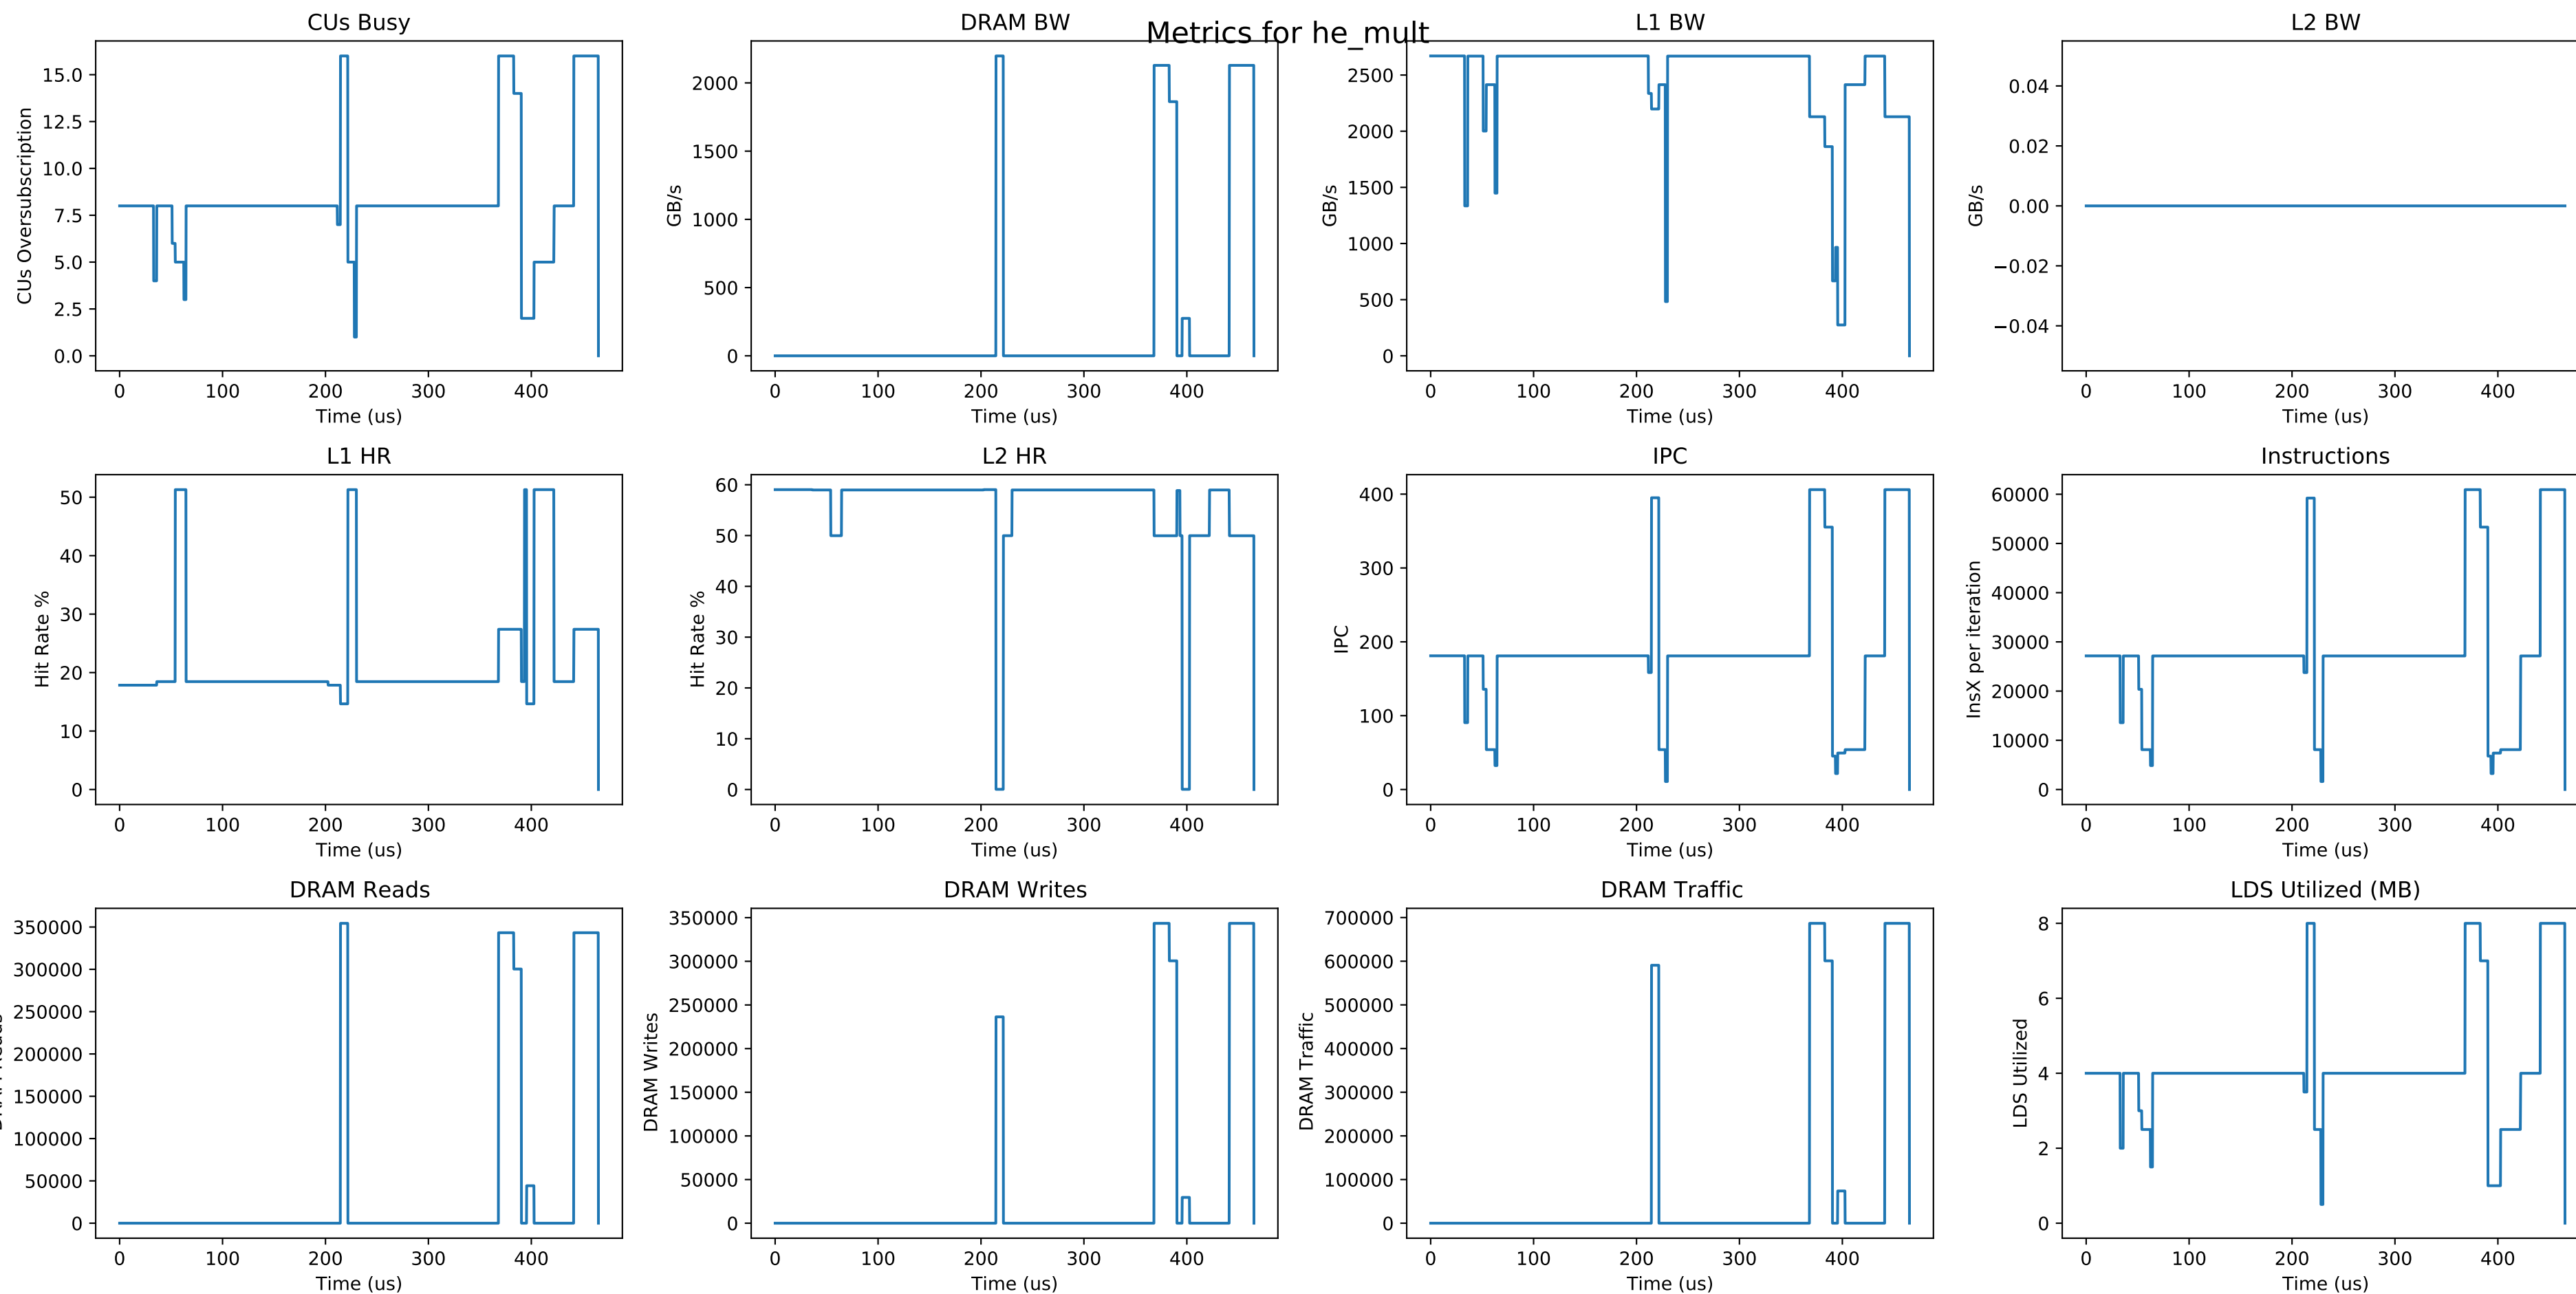 Metrics for he_mult
CUs Busy
CUs Oversubscription
15.0
12.5
10.0
7.5
5.0
2.5
0.0
0 100 200 300 400
Time (us)
DRAM BW
GB/s
2000
1500
1000
500
0
0 100 200 300 400
Time (us)
L1 BW
GB/s
2500
2000
1500
1000
500
0
0 100 200 300 400
Time (us)
L2 BW
GB/s
0.04
0.02
0.00
−0.02
−0.04
0 100 200 300 400
Time (us)
L1 HR
Hit Rate %
50
40
30
20
10
0
0 100 200 300 400
Time (us)
L2 HR
Hit Rate %
60
50
40
30
20
10
0
0 100 200 300 400
Time (us)
IPC
IPC
400
300
200
100
0
0 100 200 300 400
Time (us)
Instructions
InsX per iteration
60000
50000
40000
30000
20000
10000
0
0 100 200 300 400
Time (us)
DRAM Reads
350000
300000
250000
200000
150000
100000
50000
0
0 100 200 300 400
Time (us)
DRAM Writes
DRAM Writes
350000
300000
250000
200000
150000
100000
50000
0
0 100 200 300 400
Time (us)
DRAM Traffic
DRAM Traffic
700000
600000
500000
400000
300000
200000
100000
0
0 100 200 300 400
Time (us)
LDS Utilized (MB)
LDS Utilized
8
6
4
2
0
0 100 200 300 400
Time (us)